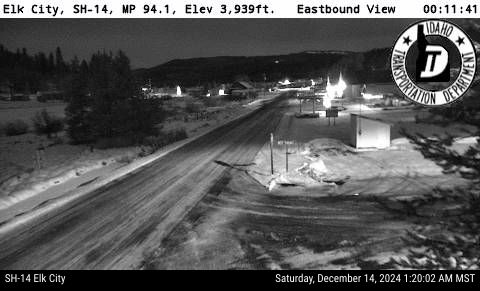 Elk City, SH-14, MP 94.1, Elev 3,939ft. Eastbound View 00:11:41
IDAHO
TRANSPORTATION DEPARTMENT
SH-14 Elk City Saturday, December 14, 2024 1:20:02 AM MST